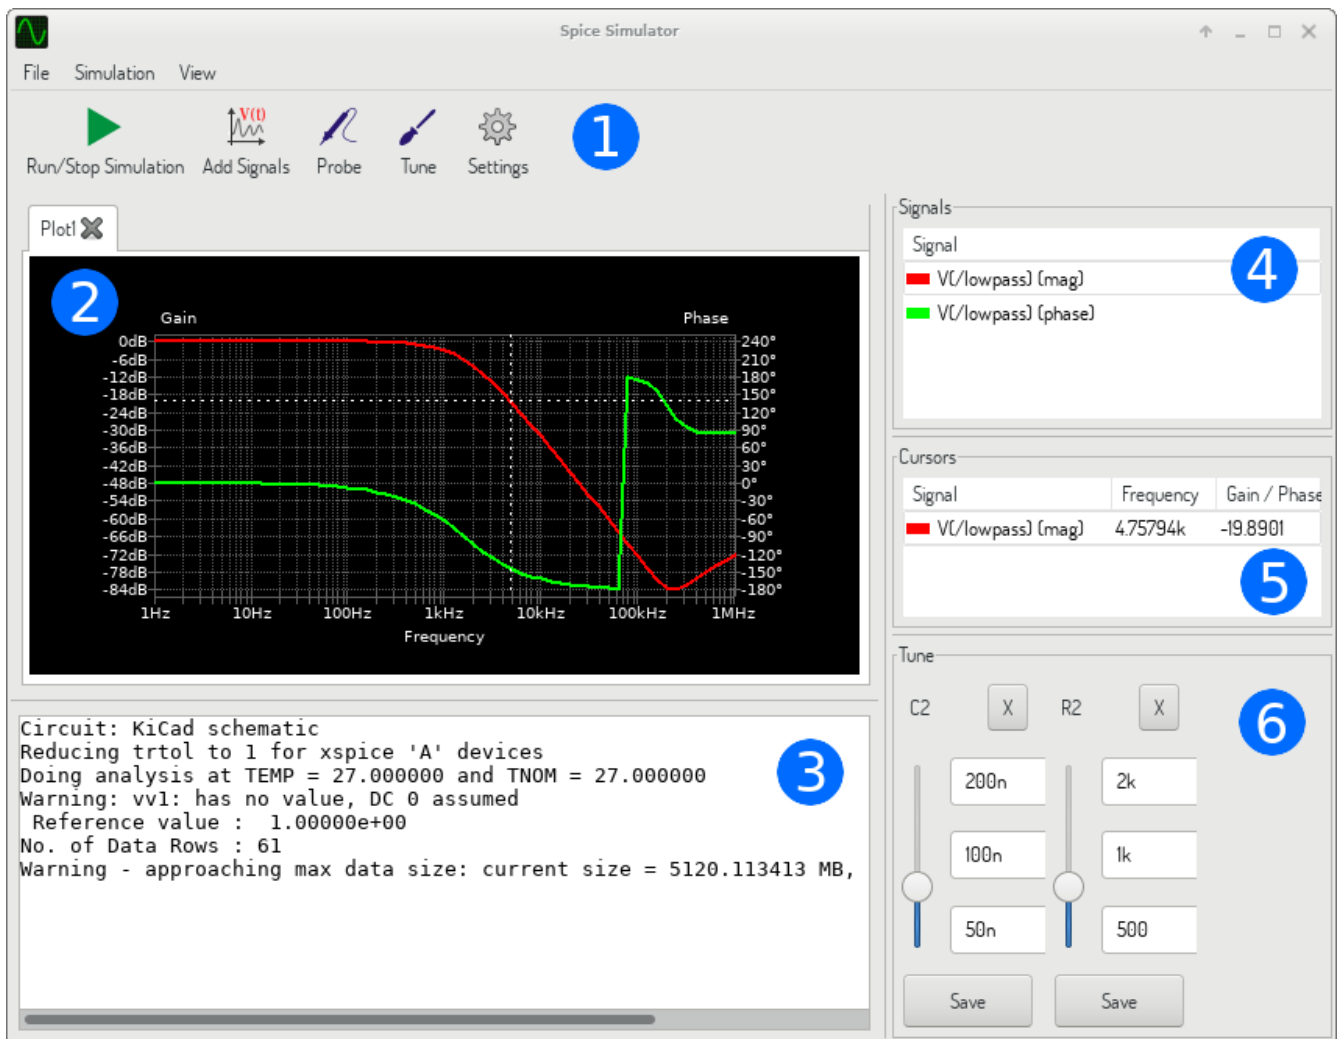 Spice Simulator
File Simulation View
Run/Stop Simulation Add Signals Probe Tune Settings
V(t)
1
Plot1
2
Gain Phase
0dB 240°
-6dB 210°
-12dB 180°
-18dB 150°
-24dB 120°
-30dB 90°
-36dB 60°
-42dB 30°
-48dB 0°
-54dB -30°
-60dB -60°
-66dB -90°
-72dB -120°
-78dB -150°
-84dB -180°
1Hz 10Hz 100Hz 1kHz 10kHz 100kHz 1MHz
Frequency
Circuit: KiCad schematic
Reducing trtol to 1 for xspice 'A' devices
Doing analysis at TEMP = 27.000000 and TNOM = 27.000000
Warning: vv1: has no value, DC 0 assumed
Reference value : 1.00000e+00
No. of Data Rows : 61
Warning - approaching max data size: current size = 5120.113413 MB,
3
Signals
Signal
V(/lowpass) (mag)
V(/lowpass) (phase)
4
Cursors
Signal Frequency Gain / Phase
V(/lowpass) (mag) 4.75794k -19.8901
5
Tune
C2 X R2 X
200n 2k
100n 1k
50n 500
Save Save
6